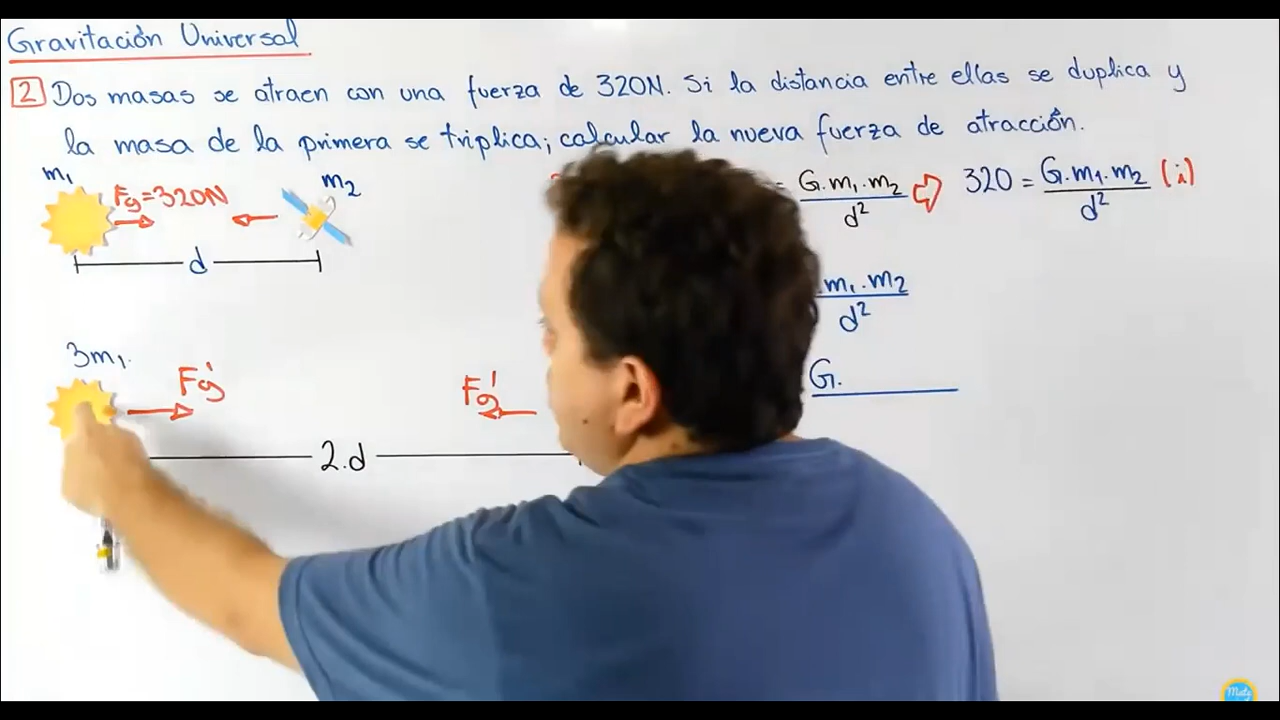 Gravitación Universal
2 Dos masas se atraen con una fuerza de 320N. Si la distancia entre ellas se duplica y
la masa de la primera se triplica; calcular la nueva fuerza de atracción.
m₁
Fg=320N
m₂
d
= G.m₁.m₂/d² ⇨ 320 = G.m₁.m₂/d² (i)
.m₁.m₂/d²
3m₁.
Fg'
Fg'
G.
2.d